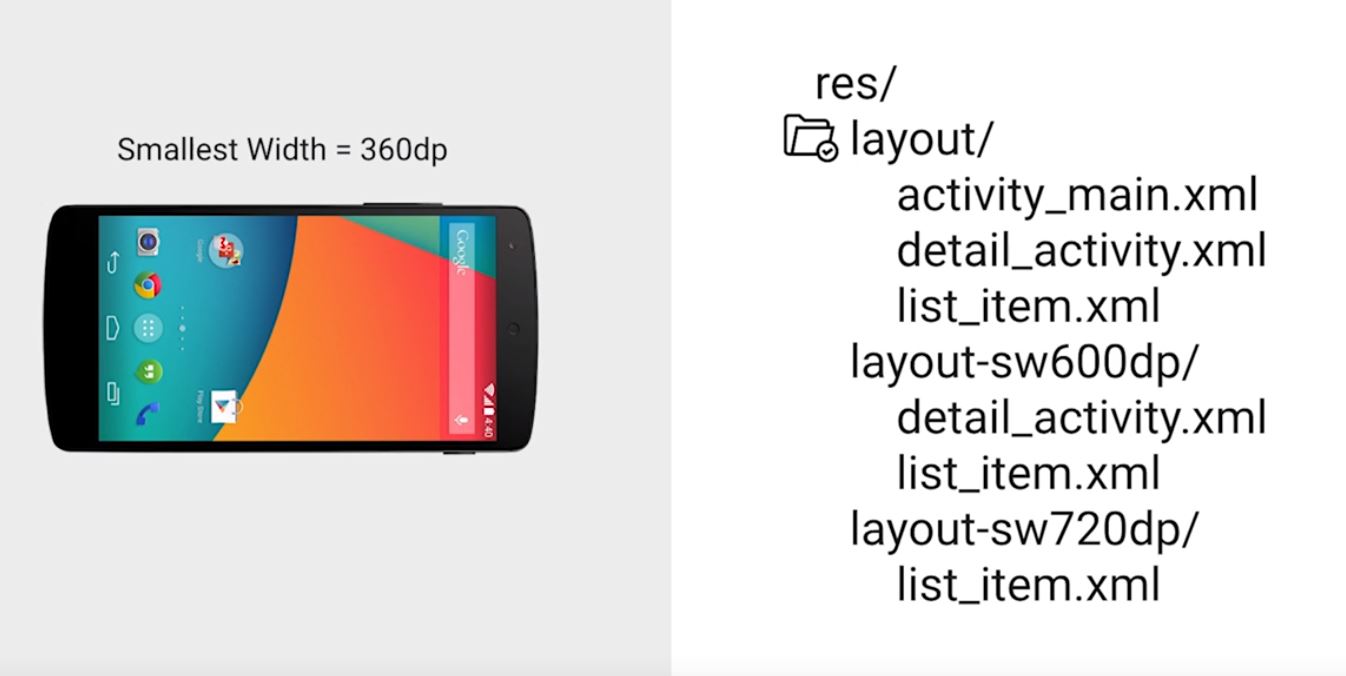 Smallest Width = 360dp
Google
Google
Play Store
4:40
res/
layout/
activity_main.xml
detail_activity.xml
list_item.xml
layout-sw600dp/
detail_activity.xml
list_item.xml
layout-sw720dp/
list_item.xml